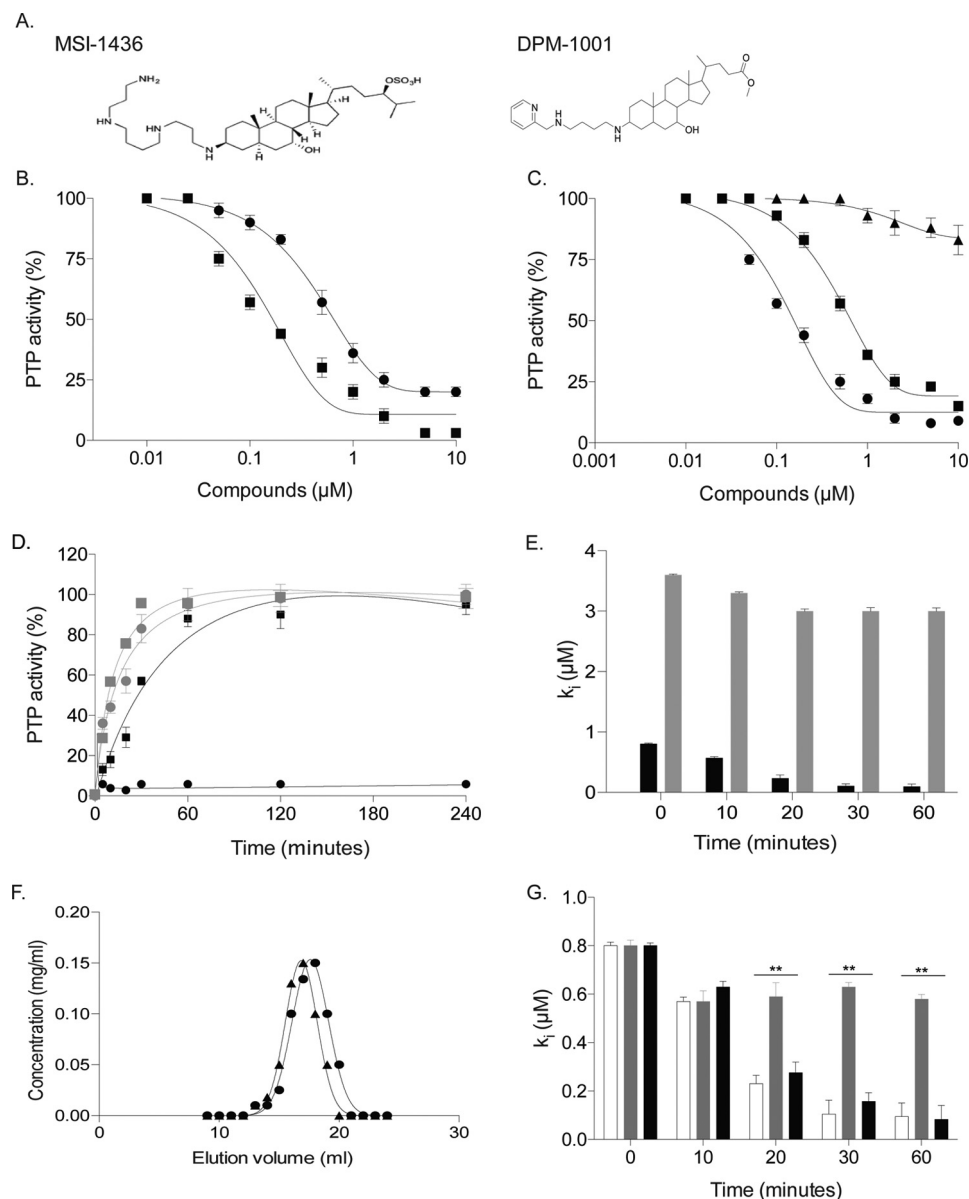 A.
MSI-1436
DPM-1001
NH₂
HN
HN
N
H
H
H
H
H
H
OH
OSO₃H
N
HN
H
N
OH
O
O
B.
C.
100
75
50
25
0
PTP activity (%)
0.01 0.1 1 10
Compounds (µM)
100
75
50
25
0
PTP activity (%)
0.001 0.01 0.1 1 10
Compounds (µM)
D.
E.
120
100
80
60
40
20
0
PTP activity (%)
0 60 120 180 240
Time (minutes)
4
3
2
1
0
kᵢ (µM)
0 10 20 30 60
Time (minutes)
F.
G.
0.20
0.15
0.10
0.05
0.00
Concentration (mg/ml)
0 10 20 30
Elution volume (ml)
1.0
0.8
0.6
0.4
0.2
0.0
kᵢ (µM)
** ** **
0 10 20 30 60
Time (minutes)